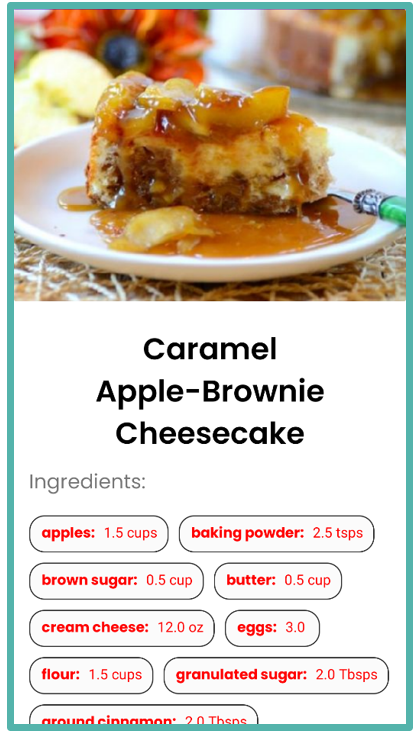 Caramel
Apple-Brownie
Cheesecake
Ingredients:
apples: 1.5 cups baking powder: 2.5 tsps
brown sugar: 0.5 cup butter: 0.5 cup
cream cheese: 12.0 oz eggs: 3.0
flour: 1.5 cups granulated sugar: 2.0 Tbsps
ground cinnamon: 2.0 Tbsps